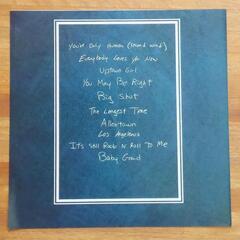 You're Only Human (Second Wind)
Everybody Loves You Now
Uptown Girl
You May Be Right
Big Shot
The Longest Time
Allentown
Los Angelenos
It's Still Rock N Roll To Me
Baby Grand